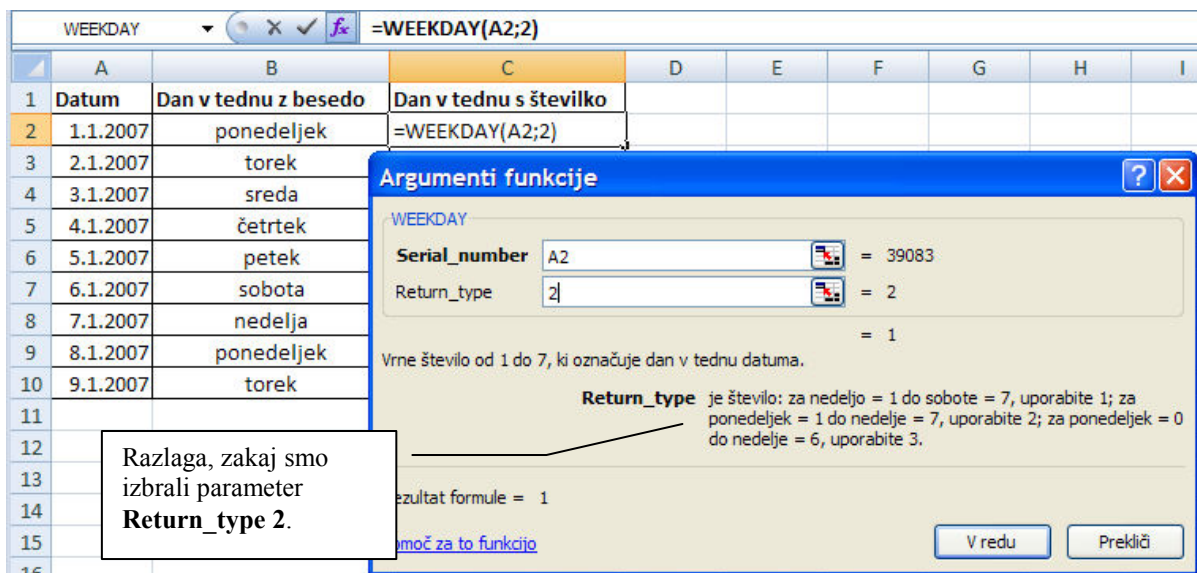 WEEKDAY fx =WEEKDAY(A2;2)
A B C D E F G H I
1 Datum Dan v tednu z besedo Dan v tednu s številko
2 1.1.2007 ponedeljek =WEEKDAY(A2;2)
3 2.1.2007 torek
4 3.1.2007 sreda
5 4.1.2007 četrtek
6 5.1.2007 petek
7 6.1.2007 sobota
8 7.1.2007 nedelja
9 8.1.2007 ponedeljek
10 9.1.2007 torek
11
12
13
14
15
16
Argumenti funkcije
WEEKDAY
Serial_number A2 = 39083
Return_type 2 = 2
= 1
Vrne število od 1 do 7, ki označuje dan v tednu datuma.
Return_type je število: za nedeljo = 1 do sobote = 7, uporabite 1; za
ponedeljek = 1 do nedelje = 7, uporabite 2; za ponedeljek = 0
do nedelje = 6, uporabite 3.
ezultat formule = 1
omoč za to funkcijo
V redu Prekliči
Razlaga, zakaj smo
izbrali parameter
Return_type 2.